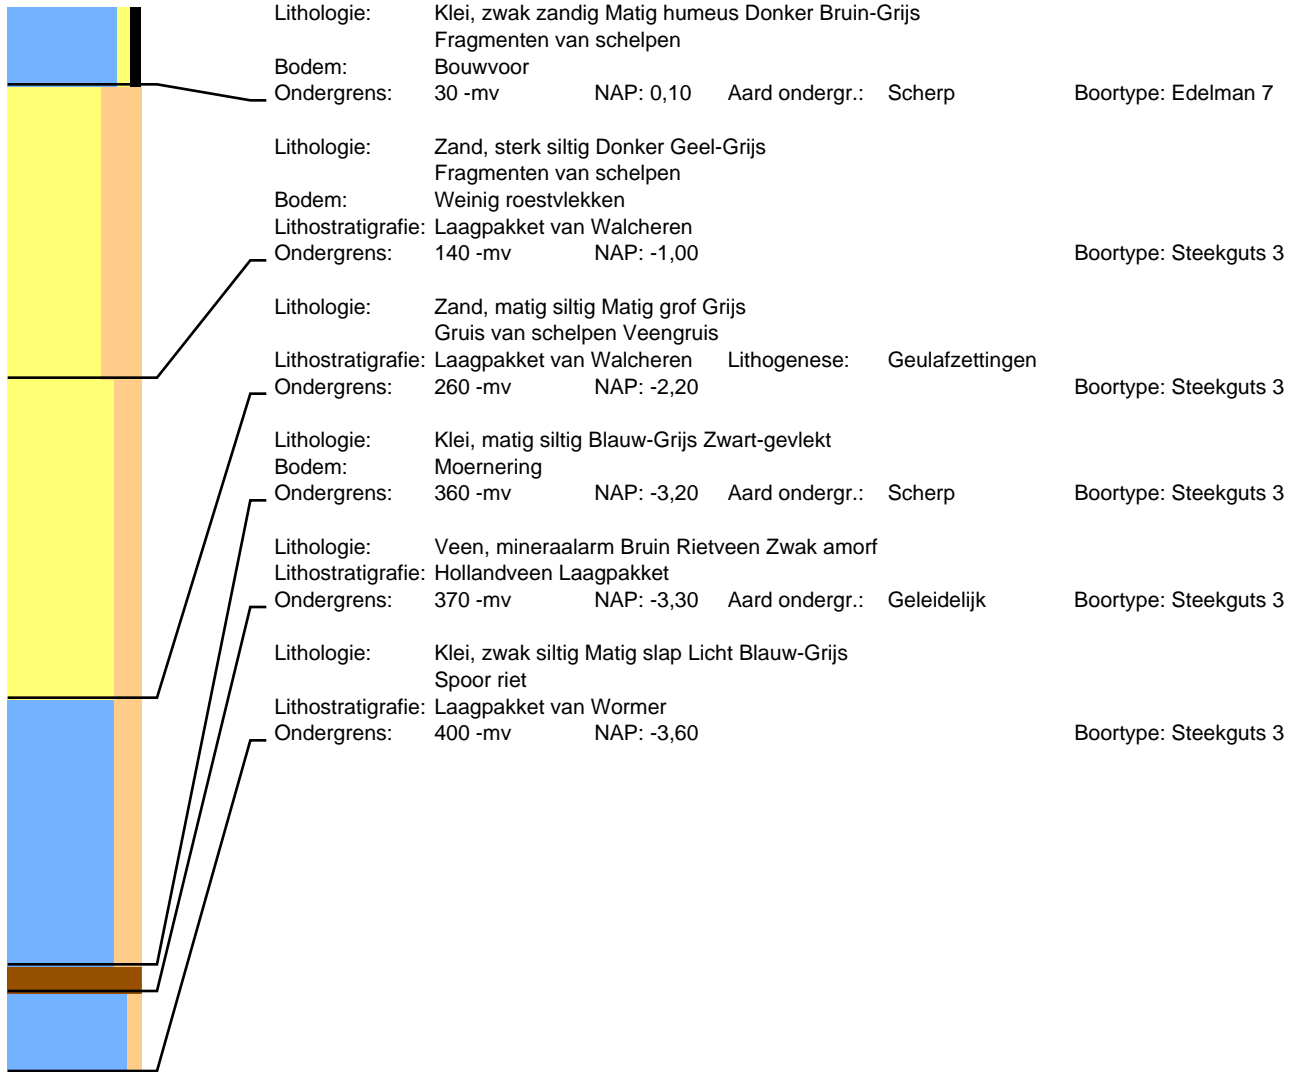 Lithologie: Klei, zwak zandig Matig humeus Donker Bruin-Grijs
Fragmenten van schelpen
Bodem: Bouwvoor
Ondergrens: 30 -mv NAP: 0,10 Aard ondergr.: Scherp Boortype: Edelman 7
Lithologie: Zand, sterk siltig Donker Geel-Grijs
Fragmenten van schelpen
Bodem: Weinig roestvlekken
Lithostratigrafie: Laagpakket van Walcheren
Ondergrens: 140 -mv NAP: -1,00 Boortype: Steekguts 3
Lithologie: Zand, matig siltig Matig grof Grijs
Gruis van schelpen Veengruis
Lithostratigrafie: Laagpakket van Walcheren Lithogenese: Geulafzettingen
Ondergrens: 260 -mv NAP: -2,20 Boortype: Steekguts 3
Lithologie: Klei, matig siltig Blauw-Grijs Zwart-gevlekt
Bodem: Moernering
Ondergrens: 360 -mv NAP: -3,20 Aard ondergr.: Scherp Boortype: Steekguts 3
Lithologie: Veen, mineraalarm Bruin Rietveen Zwak amorf
Lithostratigrafie: Hollandveen Laagpakket
Ondergrens: 370 -mv NAP: -3,30 Aard ondergr.: Geleidelijk Boortype: Steekguts 3
Lithologie: Klei, zwak siltig Matig slap Licht Blauw-Grijs
Spoor riet
Lithostratigrafie: Laagpakket van Wormer
Ondergrens: 400 -mv NAP: -3,60 Boortype: Steekguts 3